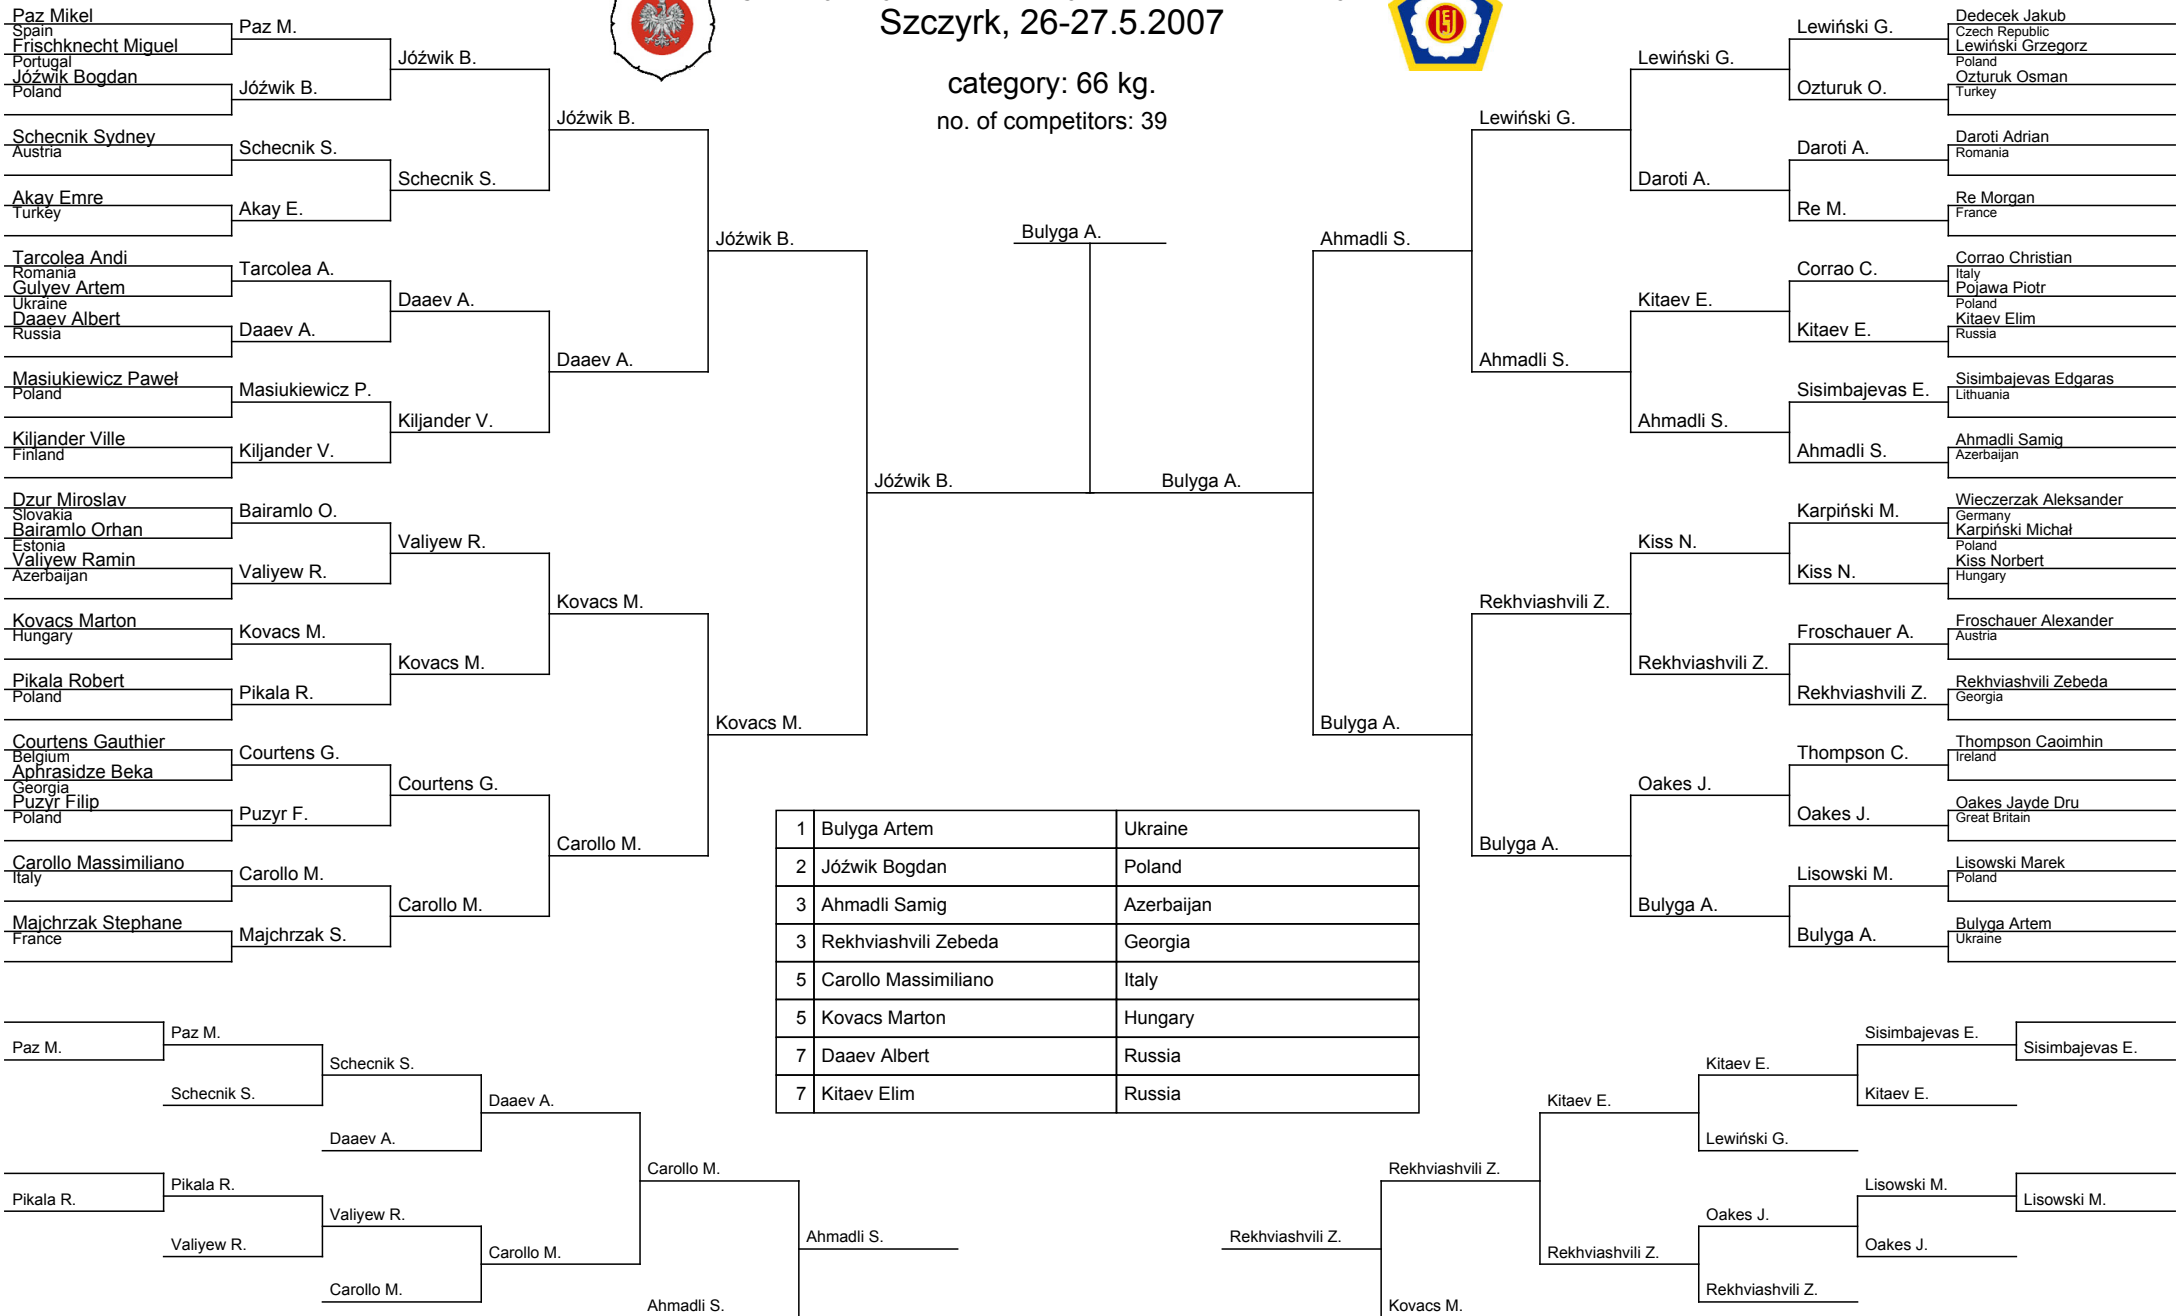 Szczyrk, 26-27.5.2007
category: 66 kg.
no. of competitors: 39
Paz Mikel
Spain
Frischknecht Miguel
Portugal
Jóźwik Bogdan
Poland
Schecnik Sydney
Austria
Akay Emre
Turkey
Tarcolea Andi
Romania
Gulyev Artem
Ukraine
Daaev Albert
Russia
Masiukiewicz Paweł
Poland
Kiljander Ville
Finland
Dzur Miroslav
Slovakia
Bairamlo Orhan
Estonia
Valiyew Ramin
Azerbaijan
Kovacs Marton
Hungary
Pikala Robert
Poland
Courtens Gauthier
Belgium
Aphrasidze Beka
Georgia
Puzyr Filip
Poland
Carollo Massimiliano
Italy
Majchrzak Stephane
France
Paz M.
Jóźwik B.
Schecnik S.
Akay E.
Tarcolea A.
Daaev A.
Masiukiewicz P.
Kiljander V.
Bairamlo O.
Valiyew R.
Kovacs M.
Pikala R.
Courtens G.
Puzyr F.
Carollo M.
Majchrzak S.
Jóźwik B.
Schecnik S.
Daaev A.
Kiljander V.
Valiyew R.
Kovacs M.
Courtens G.
Carollo M.
Jóźwik B.
Daaev A.
Kovacs M.
Carollo M.
Jóźwik B.
Kovacs M.
Jóźwik B.
Bulyga A.
Bulyga A.
Ahmadli S.
Bulyga A.
Lewiński G.
Ahmadli S.
Rekhviashvili Z.
Bulyga A.
Lewiński G.
Daroti A.
Kitaev E.
Ahmadli S.
Kiss N.
Rekhviashvili Z.
Oakes J.
Bulyga A.
Lewiński G.
Ozturuk O.
Daroti A.
Re M.
Corrao C.
Kitaev E.
Sisimbajevas E.
Ahmadli S.
Karpiński M.
Kiss N.
Froschauer A.
Rekhviashvili Z.
Thompson C.
Oakes J.
Lisowski M.
Bulyga A.
Dedecek Jakub
Czech Republic
Lewiński Grzegorz
Poland
Ozturuk Osman
Turkey
Daroti Adrian
Romania
Re Morgan
France
Corrao Christian
Italy
Pojawa Piotr
Poland
Kitaev Elim
Russia
Sisimbajevas Edgaras
Lithuania
Ahmadli Samig
Azerbaijan
Wieczerzak Aleksander
Germany
Karpiński Michał
Poland
Kiss Norbert
Hungary
Froschauer Alexander
Austria
Rekhviashvili Zebeda
Georgia
Thompson Caoimhin
Ireland
Oakes Jayde Dru
Great Britain
Lisowski Marek
Poland
Bulyga Artem
Ukraine
1 Bulyga Artem Ukraine
2 Jóźwik Bogdan Poland
3 Ahmadli Samig Azerbaijan
3 Rekhviashvili Zebeda Georgia
5 Carollo Massimiliano Italy
5 Kovacs Marton Hungary
7 Daaev Albert Russia
7 Kitaev Elim Russia
Paz M.
Pikala R.
Paz M.
Schecnik S.
Pikala R.
Valiyew R.
Schecnik S.
Daaev A.
Valiyew R.
Carollo M.
Daaev A.
Carollo M.
Carollo M.
Ahmadli S.
Ahmadli S.
Rekhviashvili Z.
Rekhviashvili Z.
Kovacs M.
Kitaev E.
Rekhviashvili Z.
Kitaev E.
Lewiński G.
Oakes J.
Rekhviashvili Z.
Sisimbajevas E.
Kitaev E.
Lisowski M.
Oakes J.
Sisimbajevas E.
Lisowski M.